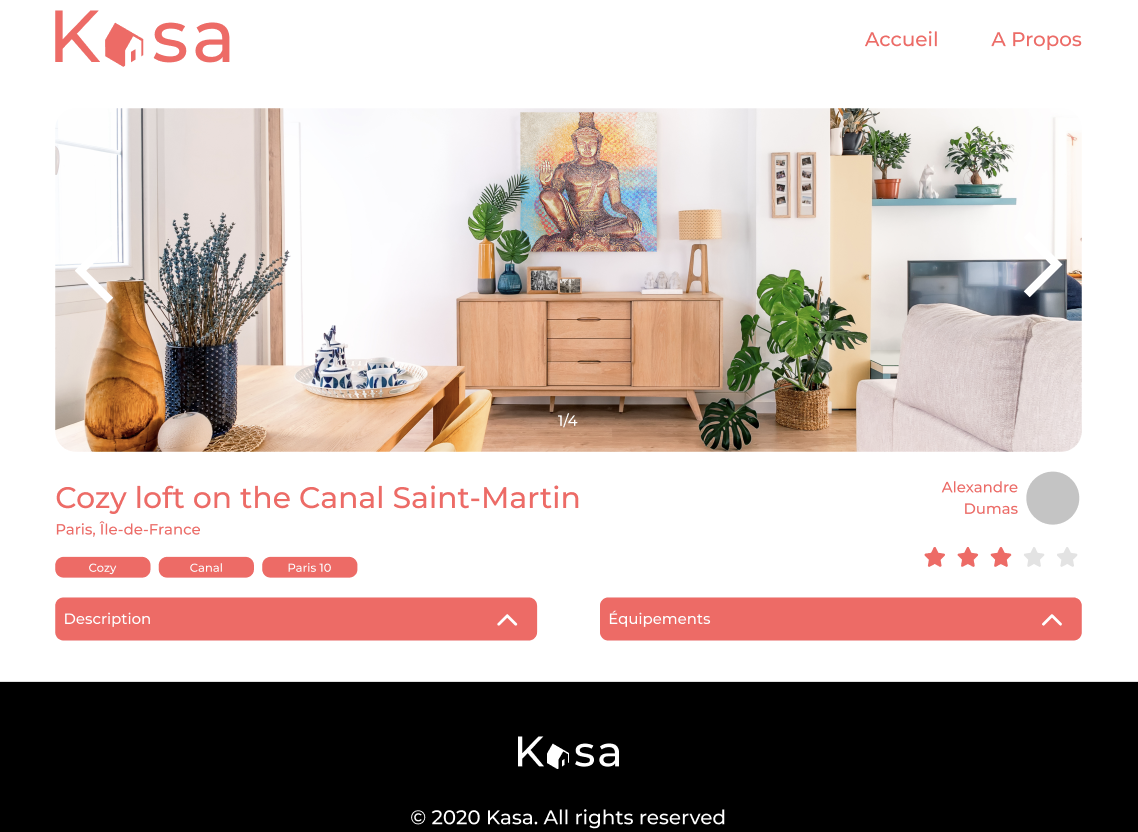 Kasa
Accueil
A Propos
1/4
Cozy loft on the Canal Saint-Martin
Paris, Île-de-France
Cozy
Canal
Paris 10
Alexandre
Dumas
Description
Équipements
Kasa
© 2020 Kasa. All rights reserved